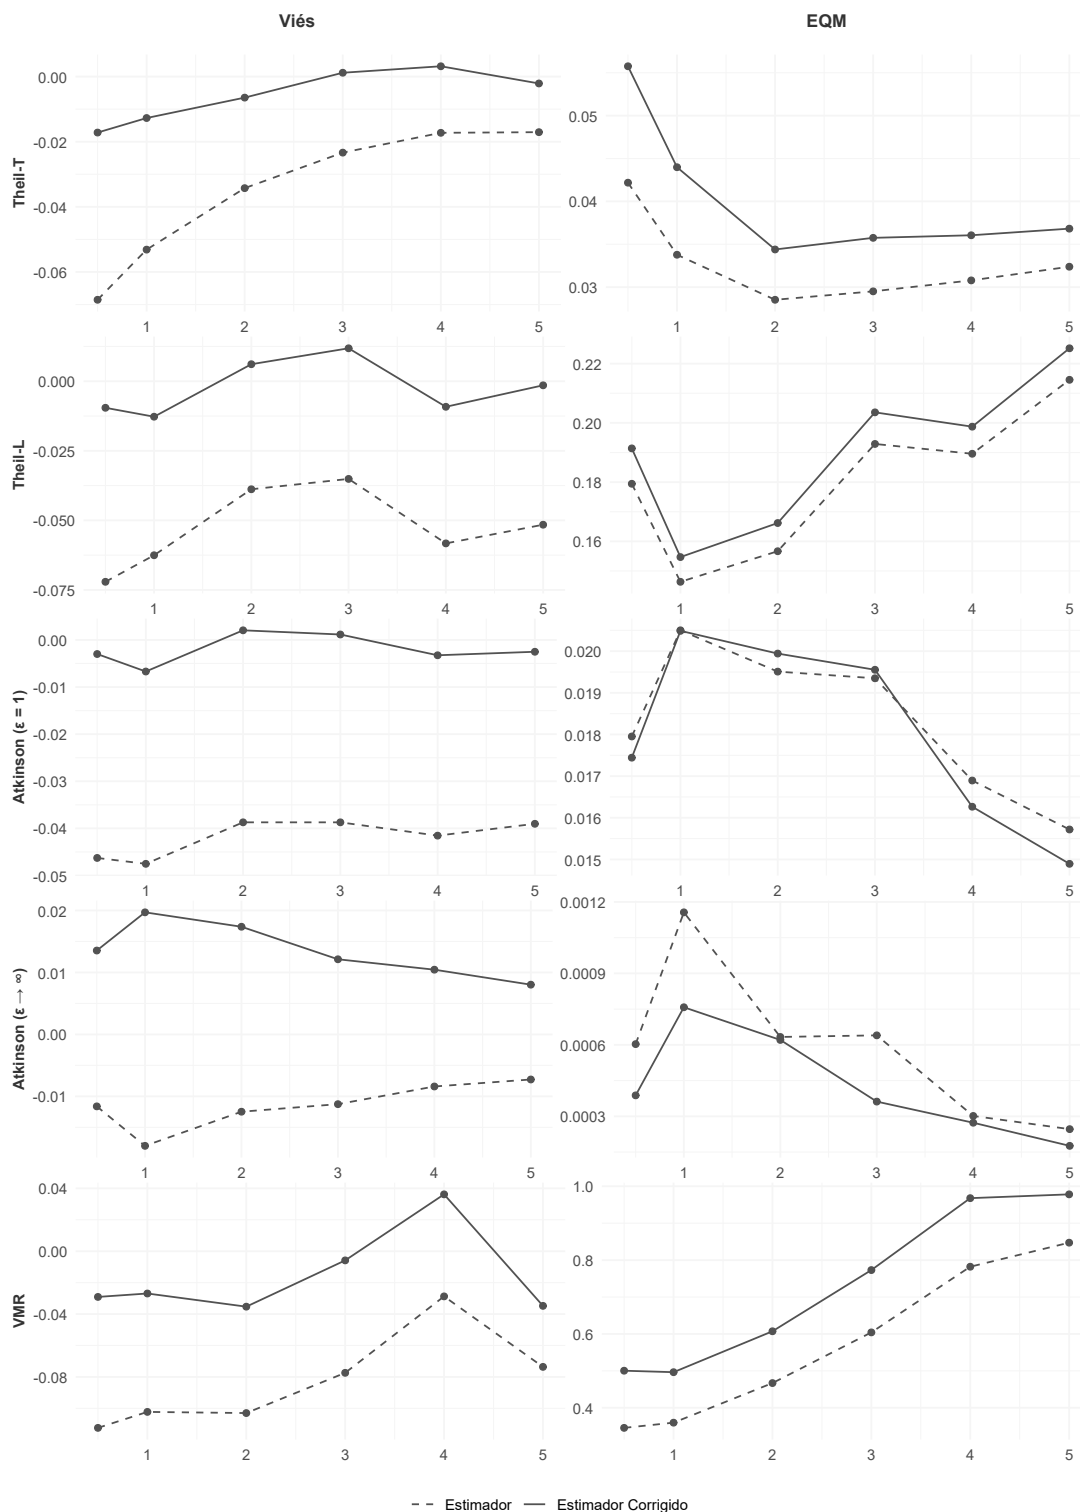 Viés EQM
Theil-T
0.00
-0.02
-0.04
-0.06
1 2 3 4 5
0.05
0.04
0.03
1 2 3 4 5
Theil-L
0.000
-0.025
-0.050
-0.075
1 2 3 4 5
0.22
0.20
0.18
0.16
1 2 3 4 5
Atkinson (ε = 1)
0.00
-0.01
-0.02
-0.03
-0.04
-0.05
1 2 3 4 5
0.020
0.019
0.018
0.017
0.016
0.015
1 2 3 4 5
Atkinson (ε → ∞)
0.02
0.01
0.00
-0.01
1 2 3 4 5
0.0012
0.0009
0.0006
0.0003
1 2 3 4 5
VMR
0.04
0.00
-0.04
-0.08
1 2 3 4 5
1.0
0.8
0.6
0.4
1 2 3 4 5
Estimador Estimador Corrigido